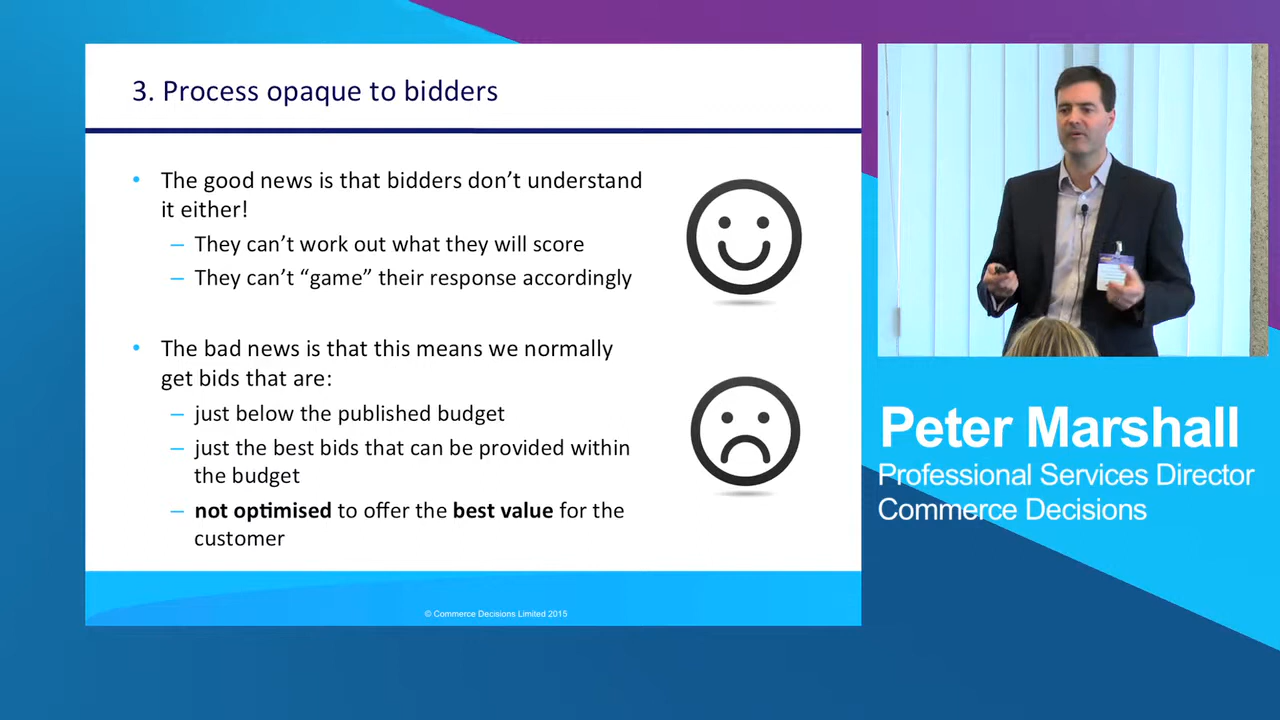 3. Process opaque to bidders
• The good news is that bidders don’t understand
it either!
– They can’t work out what they will score
– They can’t “game” their response accordingly
• The bad news is that this means we normally
get bids that are:
– just below the published budget
– just the best bids that can be provided within
the budget
– not optimised to offer the best value for the
customer
© Commerce Decisions Limited 2015
Peter Marshall
Professional Services Director
Commerce Decisions